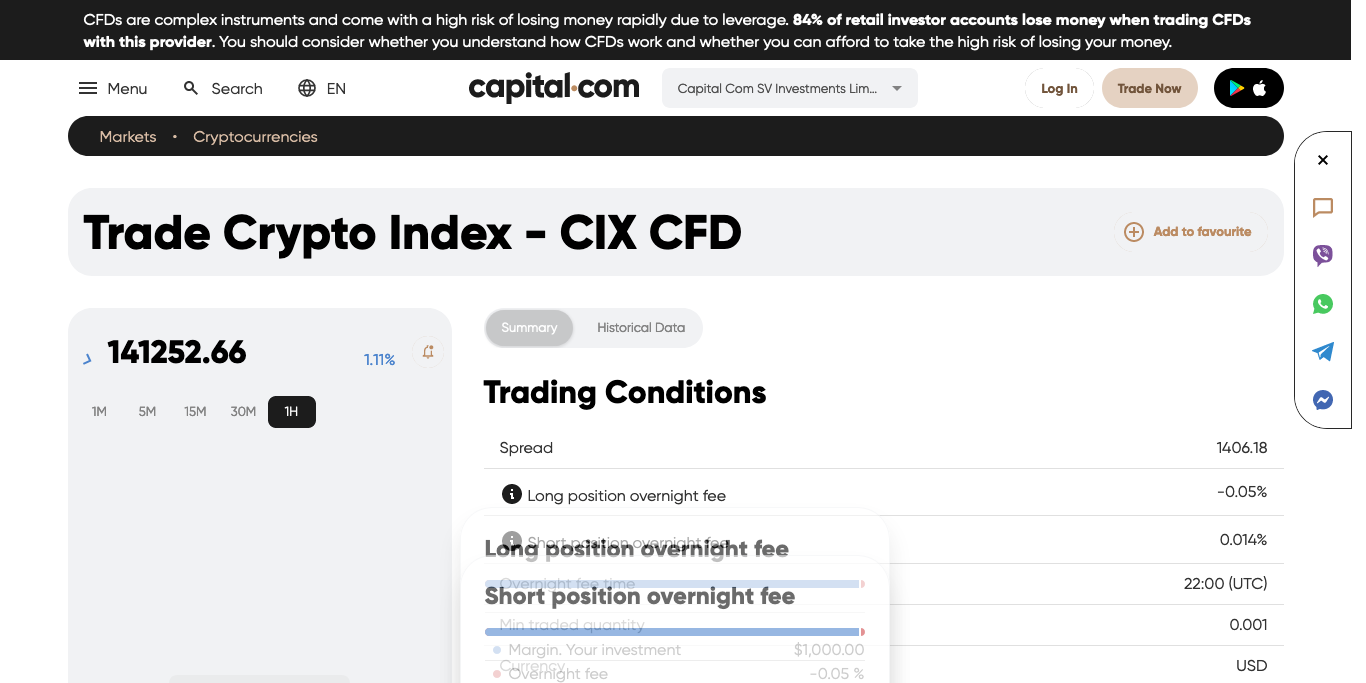 CFDs are complex instruments and come with a high risk of losing money rapidly due to leverage. 84% of retail investor accounts lose money when trading CFDs
with this provider. You should consider whether you understand how CFDs work and whether you can afford to take the high risk of losing your money.
Menu Search EN capital.com Capital Com SV Investments Lim... Log In Trade Now
Markets • Cryptocurrencies
Trade Crypto Index - CIX CFD Add to favourite
141252.66 1.11%
1M 5M 15M 30M 1H
Summary Historical Data
Trading Conditions
Spread 1406.18
Long position overnight fee -0.05%
Short position overnight fee 0.014%
Long position overnight fee
Overnight fee time 22:00 (UTC)
Short position overnight fee
Min traded quantity 0.001
Margin. Your investment $1,000.00
Currency USD
Overnight fee -0.05 %